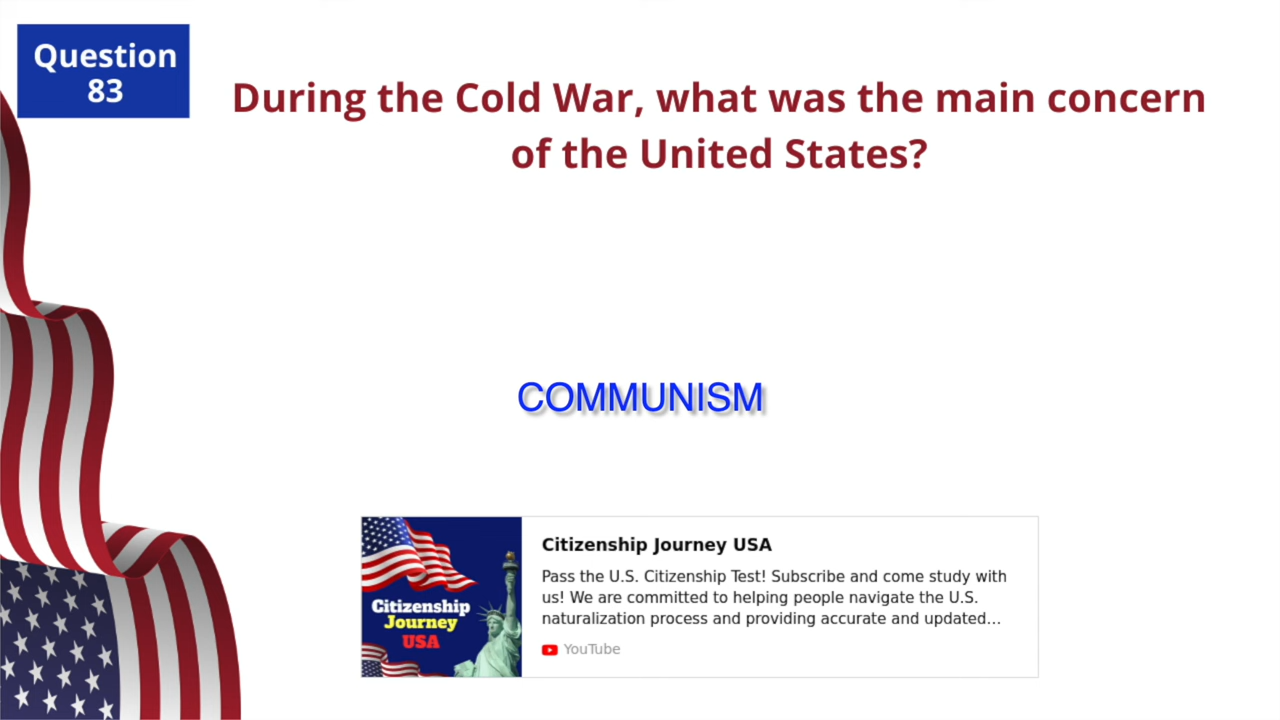 Question
83
During the Cold War, what was the main concern
of the United States?
COMMUNISM
Citizenship
Journey
USA
Citizenship Journey USA
Pass the U.S. Citizenship Test! Subscribe and come study with
us! We are committed to helping people navigate the U.S.
naturalization process and providing accurate and updated...
YouTube